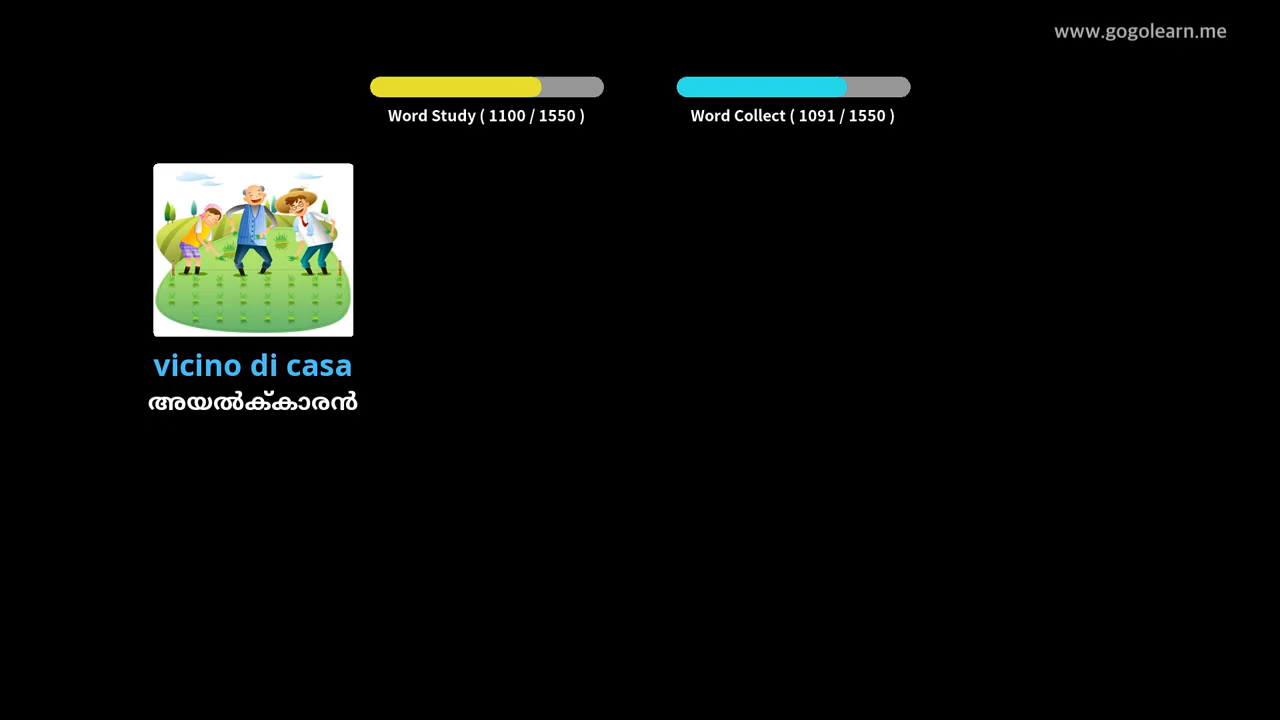 www.gogolearn.me
Word Study ( 1100 / 1550 )
Word Collect ( 1091 / 1550 )
vicino di casa
അയൽക്കാരൻ